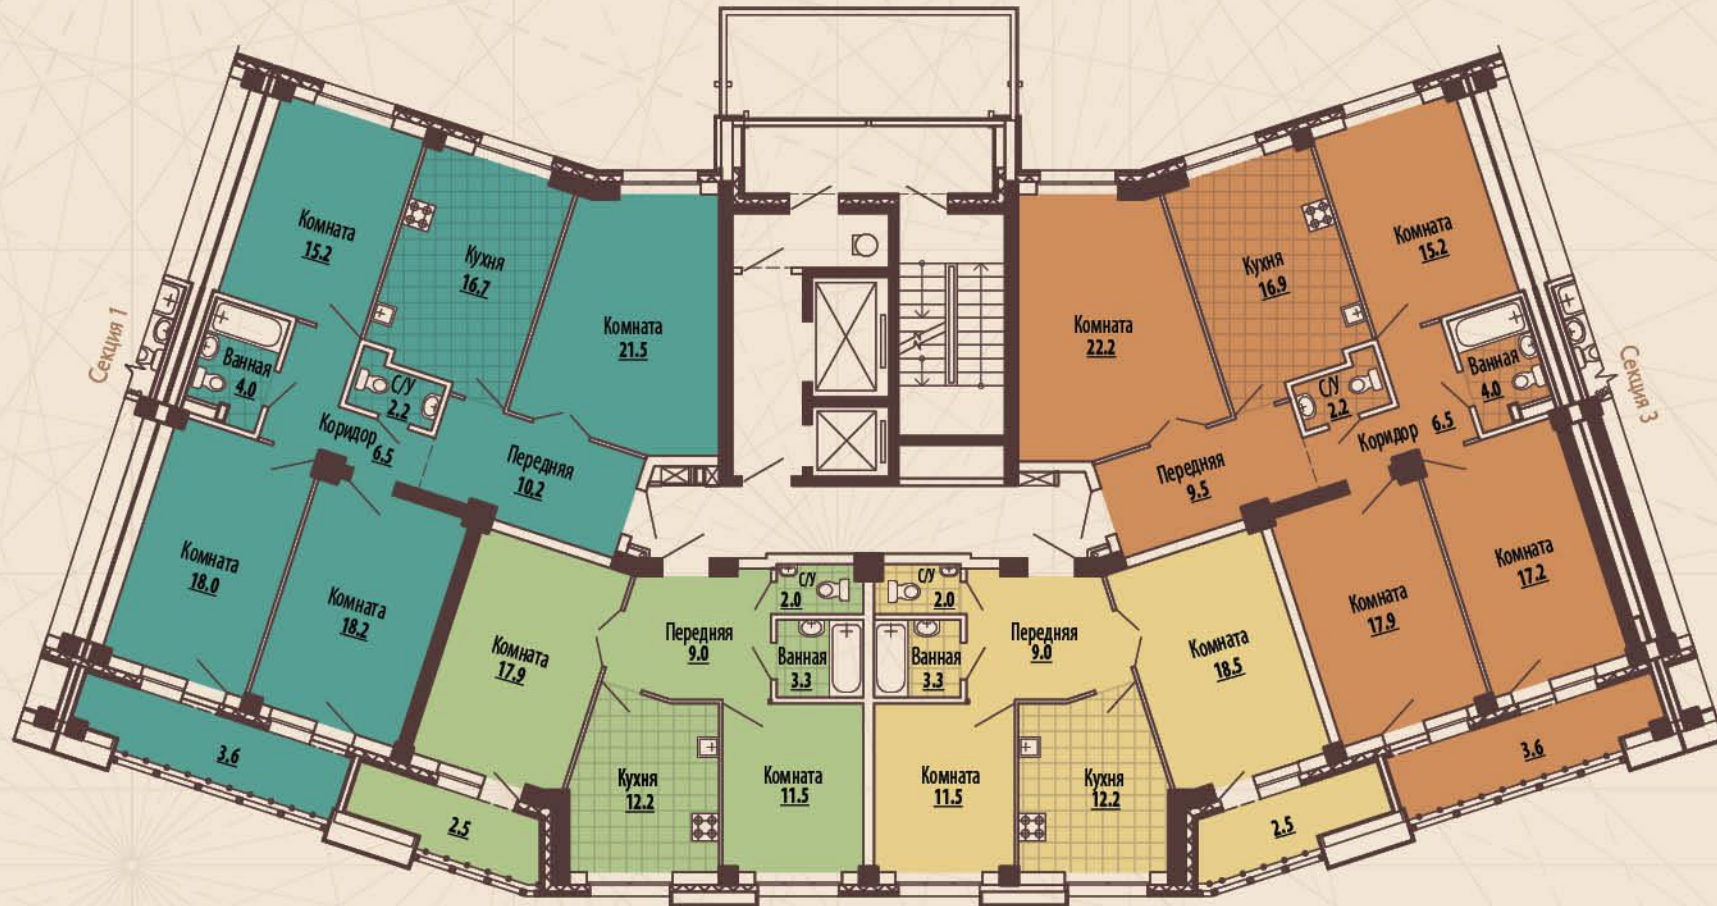 Секция 1
Комната
15.2
Кухня
16.7
Комната
21.5
Ванная
4.0
С/У
2.2
Коридор
6.5
Передняя
10.2
Комната
18.0
Комната
18.2
3.6
Комната
17.9
Передняя
9.0
С/У
2.0
Ванная
3.3
Кухня
12.2
Комната
11.5
2.5
С/У
2.0
Ванная
3.3
Передняя
9.0
Комната
18.5
Комната
11.5
Кухня
12.2
2.5
Комната
22.2
Кухня
16.9
Комната
15.2
Ванная
4.0
С/У
2.2
Коридор 6.5
Передняя
9.5
Комната
17.9
Комната
17.2
3.6
Секция 3